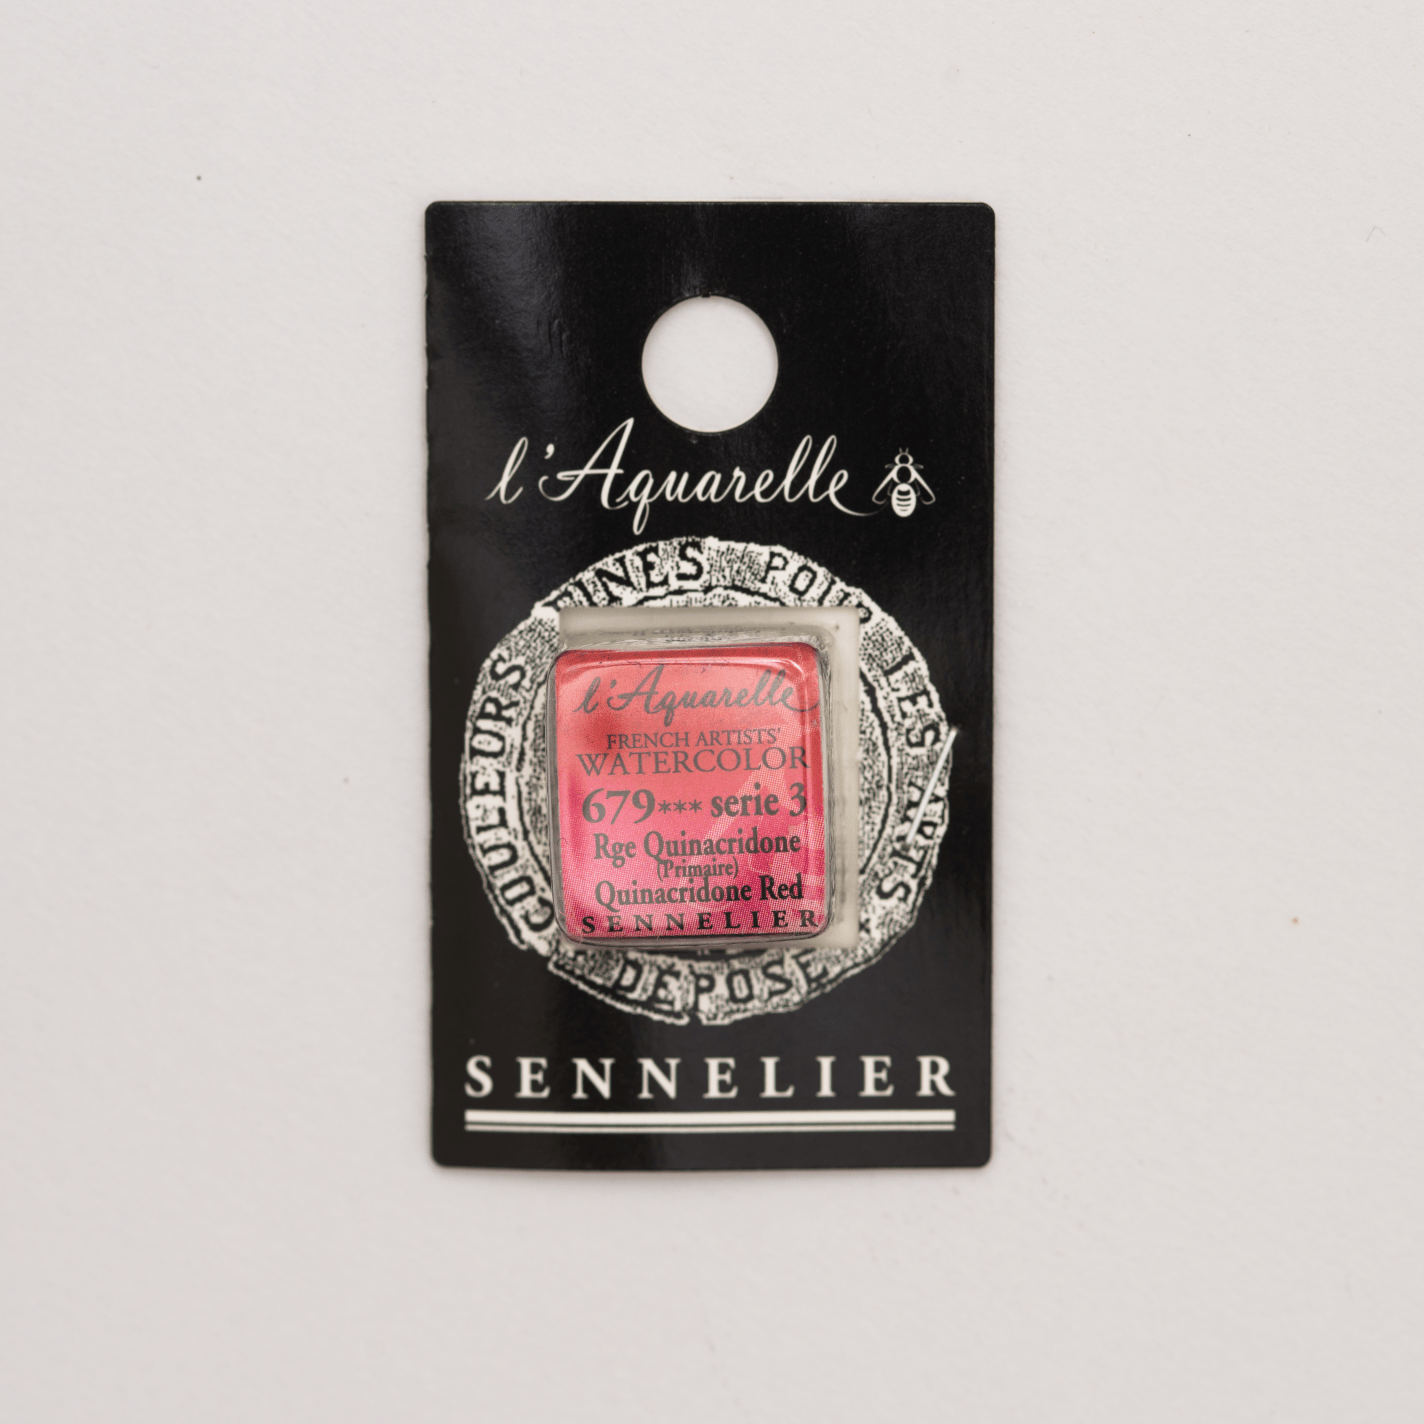 l'Aquarelle
COULEURS FINES POUR LES ARTS
DÉPOSÉ
l'Aquarelle
FRENCH ARTISTS'
WATERCOLOR
679*** serie 3
Rge Quinacridone
(Primaire)
Quinacridone Red
SENNELIER
SENNELIER